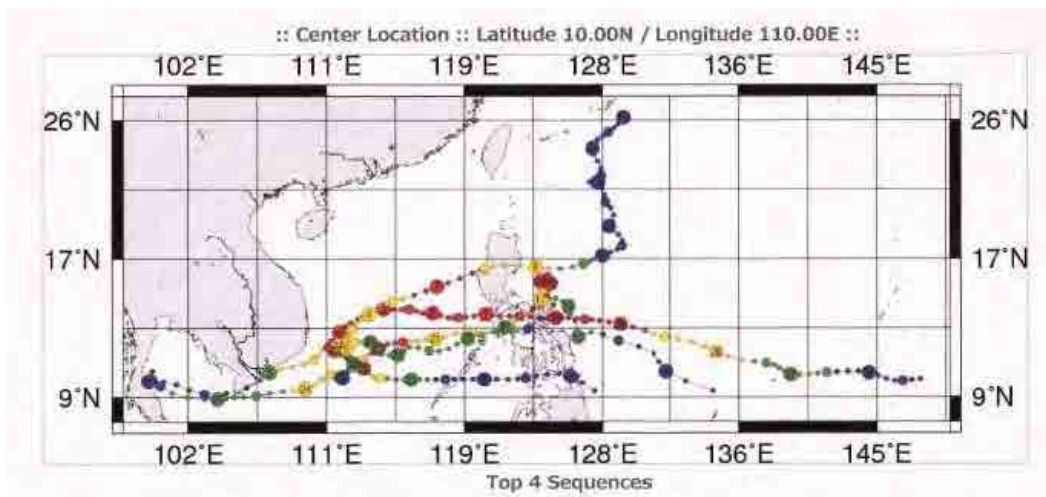 :: Center Location :: Latitude 10.00N / Longitude 110.00E ::
102°E 111°E 119°E 128°E 136°E 145°E
26°N 26°N
17°N 17°N
9°N 9°N
102°E 111°E 119°E 128°E 136°E 145°E
Top 4 Sequences